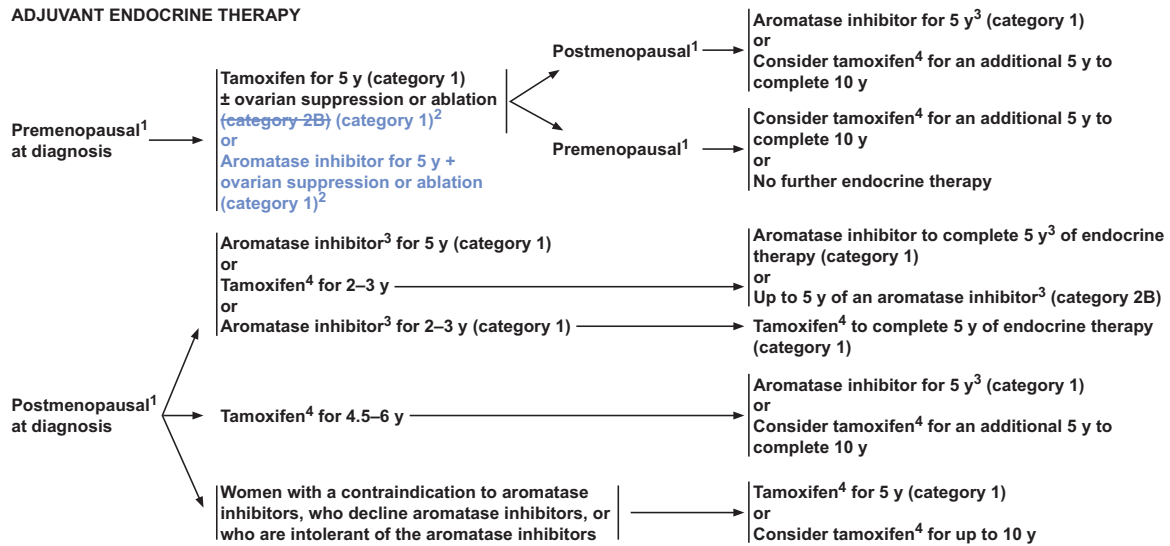 ADJUVANT ENDOCRINE THERAPY
Premenopausal1
at diagnosis
Tamoxifen for 5 y (category 1)
± ovarian suppression or ablation
(category 2B) (category 1)2
or
Aromatase inhibitor for 5 y +
ovarian suppression or ablation
(category 1)2
Postmenopausal1
Aromatase inhibitor for 5 y3 (category 1)
or
Consider tamoxifen4 for an additional 5 y to
complete 10 y
Premenopausal1
Consider tamoxifen4 for an additional 5 y to
complete 10 y
or
No further endocrine therapy
Postmenopausal1
at diagnosis
Aromatase inhibitor3 for 5 y (category 1)
or
Tamoxifen4 for 2–3 y
or
Aromatase inhibitor3 for 2–3 y (category 1)
Aromatase inhibitor to complete 5 y3 of endocrine
therapy (category 1)
or
Up to 5 y of an aromatase inhibitor3 (category 2B)
Tamoxifen4 to complete 5 y of endocrine therapy
(category 1)
Tamoxifen4 for 4.5–6 y
Aromatase inhibitor for 5 y3 (category 1)
or
Consider tamoxifen4 for an additional 5 y to
complete 10 y
Women with a contraindication to aromatase
inhibitors, who decline aromatase inhibitors, or
who are intolerant of the aromatase inhibitors
Tamoxifen4 for 5 y (category 1)
or
Consider tamoxifen4 for up to 10 y